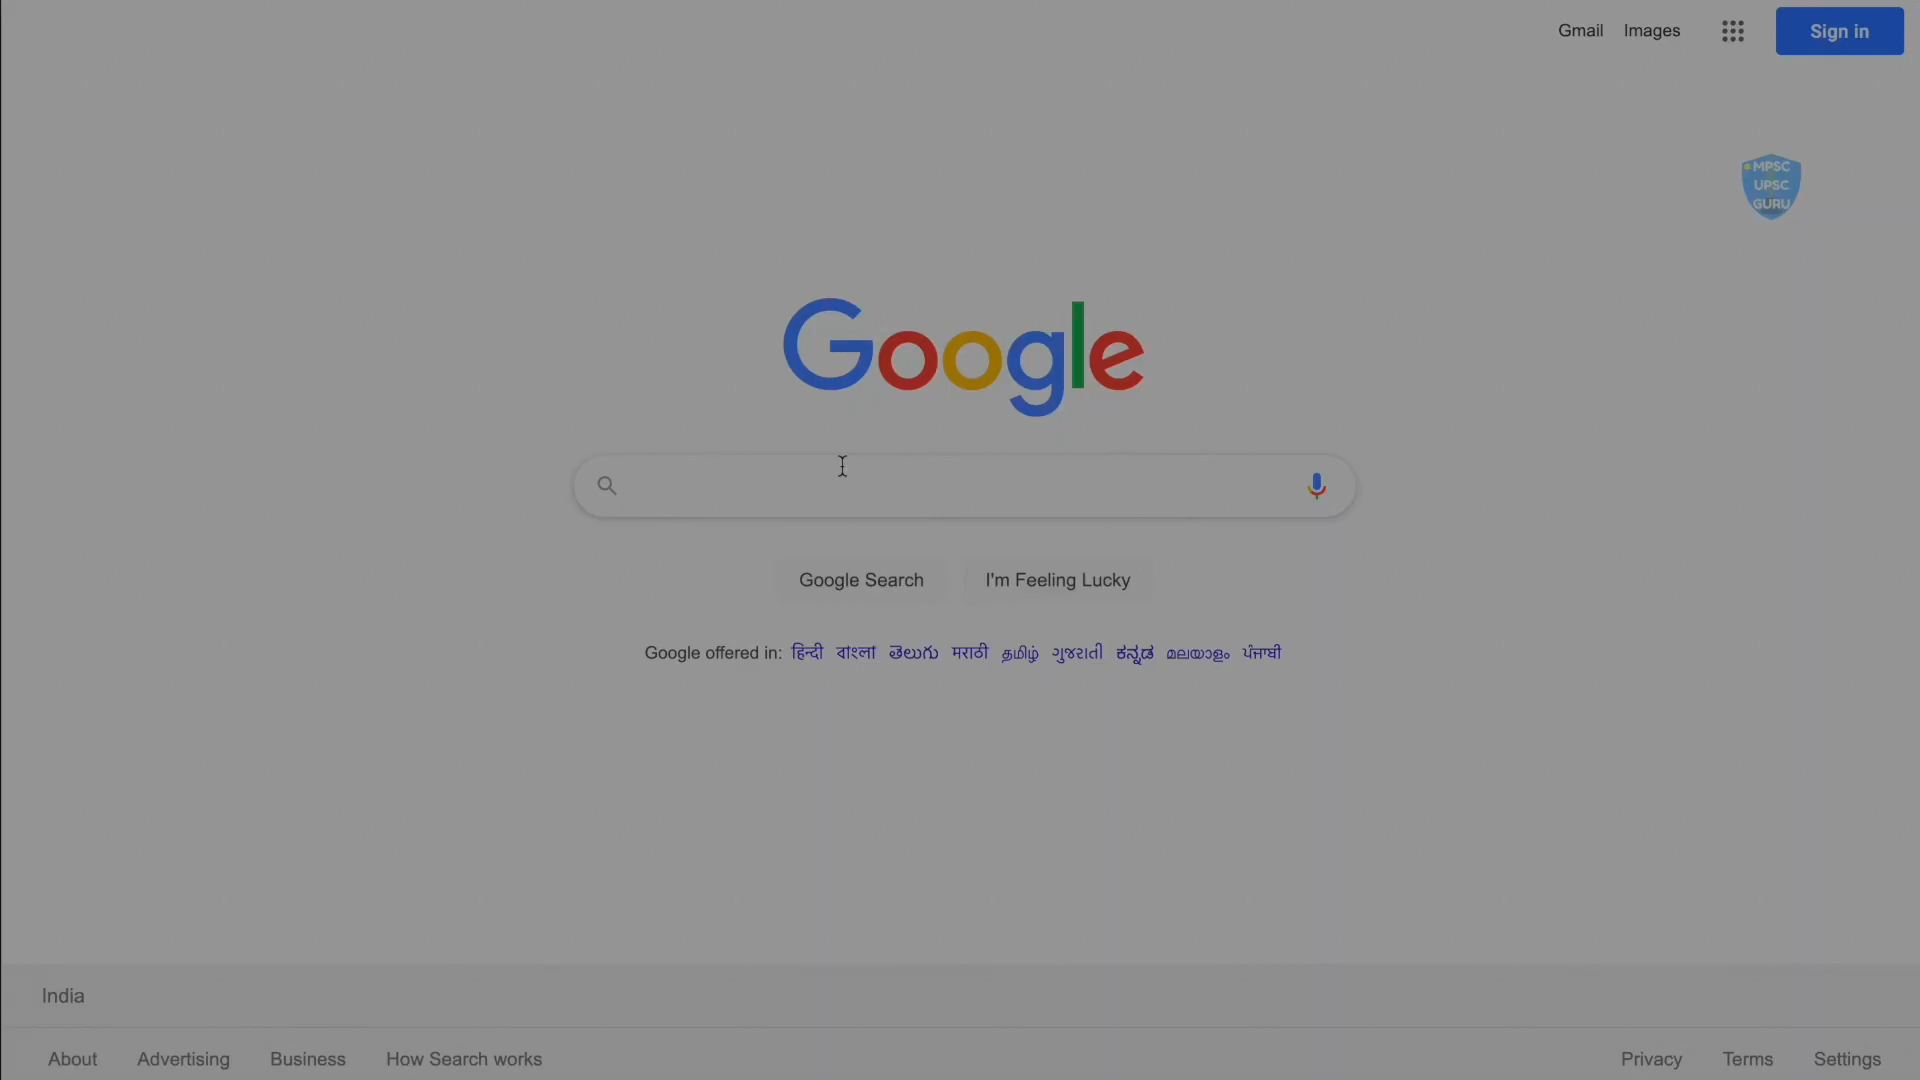 Gmail Images Sign in
MPSC
UPSC
GURU
Google
Google Search I'm Feeling Lucky
Google offered in: हिन्दी বাংলা తెలుగు मराठी தமிழ் ગુજરાતી ಕನ್ನಡ മലയാളം ਪੰਜਾਬੀ
India
About Advertising Business How Search works Privacy Terms Settings